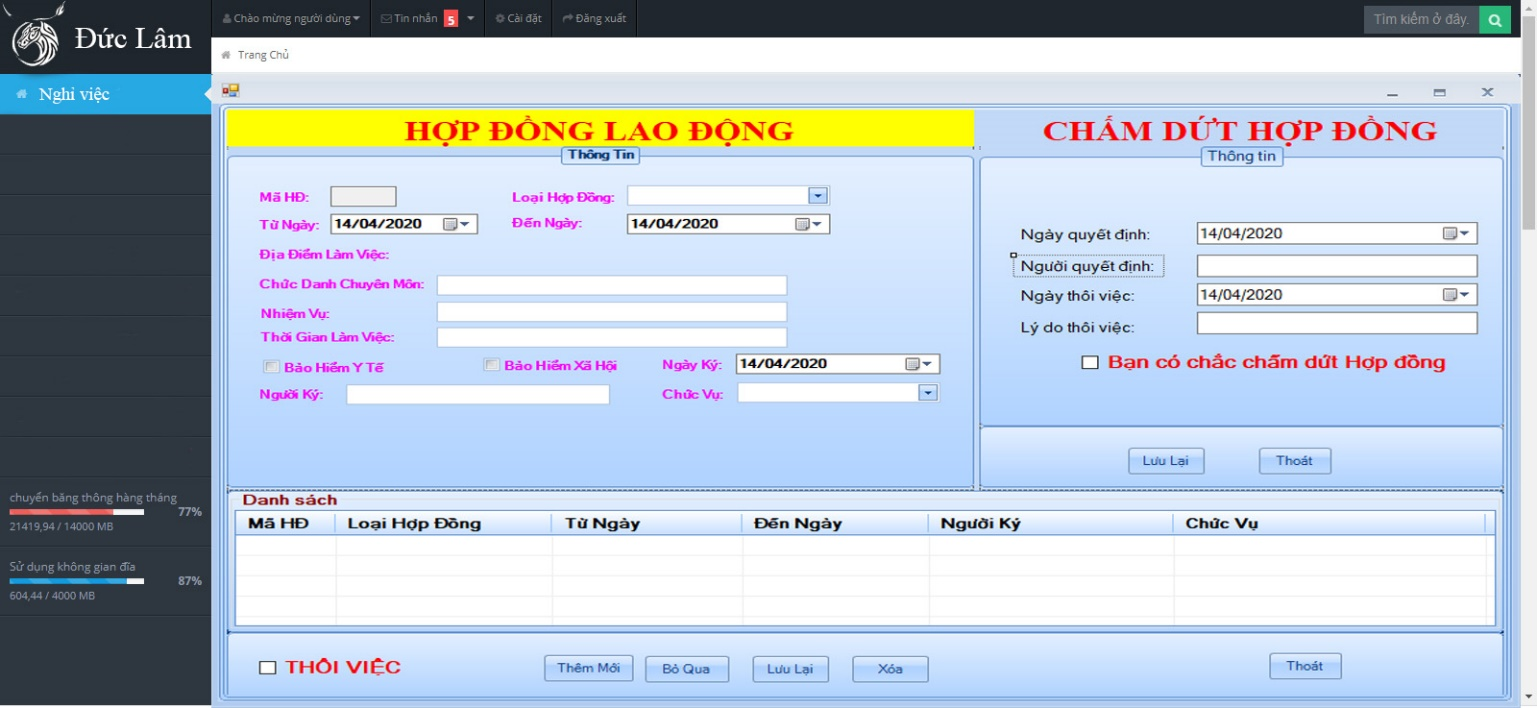 Đức Lâm
Chào mừng người dùng
Tin nhắn 5
Cài đặt
Đăng xuất
Tìm kiếm ở đây.
Trang Chủ
Nghỉ việc
HỢP ĐỒNG LAO ĐỘNG
Thông Tin
Mã HĐ:
Loại Hợp Đồng:
Từ Ngày: 14/04/2020
Đến Ngày: 14/04/2020
Địa Điểm Làm Việc:
Chức Danh Chuyên Môn:
Nhiệm Vụ:
Thời Gian Làm Việc:
Bảo Hiểm Y Tế
Bảo Hiểm Xã Hội
Ngày Ký: 14/04/2020
Người Ký:
Chức Vụ:
CHẤM DỨT HỢP ĐỒNG
Thông tin
Ngày quyết định: 14/04/2020
Người quyết định:
Ngày thôi việc: 14/04/2020
Lý do thôi việc:
Bạn có chắc chấm dứt Hợp đồng
Lưu Lại
Thoát
Danh sách
Mã HĐ Loại Hợp Đồng Từ Ngày Đến Ngày Người Ký Chức Vụ
THÔI VIỆC
Thêm Mới
Bỏ Qua
Lưu Lại
Xóa
Thoát
chuyển băng thông hàng tháng
77%
21419,94 / 14000 MB
Sử dụng không gian đĩa
87%
604,44 / 4000 MB